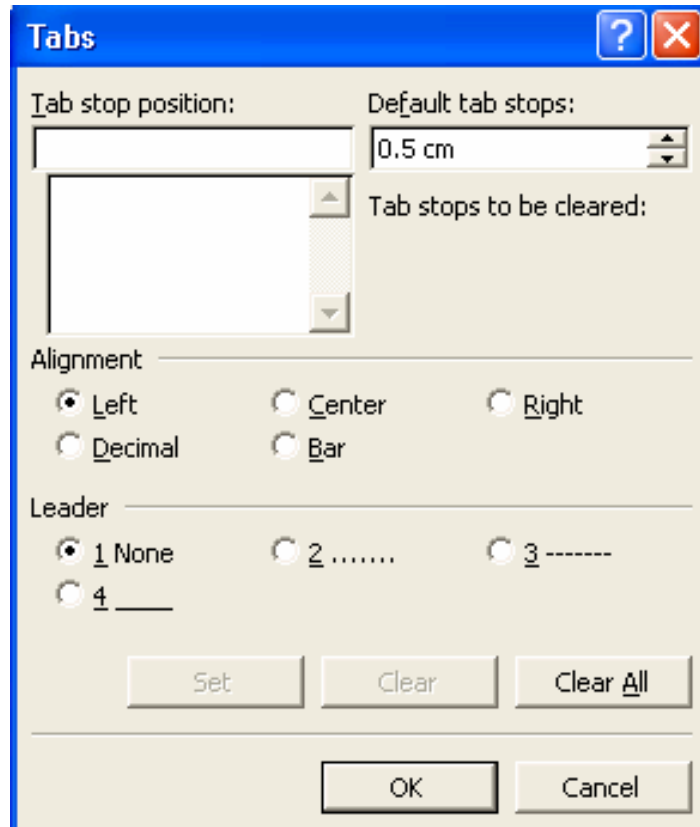 Tabs
Tab stop position: Default tab stops:
0.5 cm
Tab stops to be cleared:
Alignment
Left Center Right
Decimal Bar
Leader
1 None 2 ....... 3 -------
4 ____
Set Clear Clear All
OK Cancel